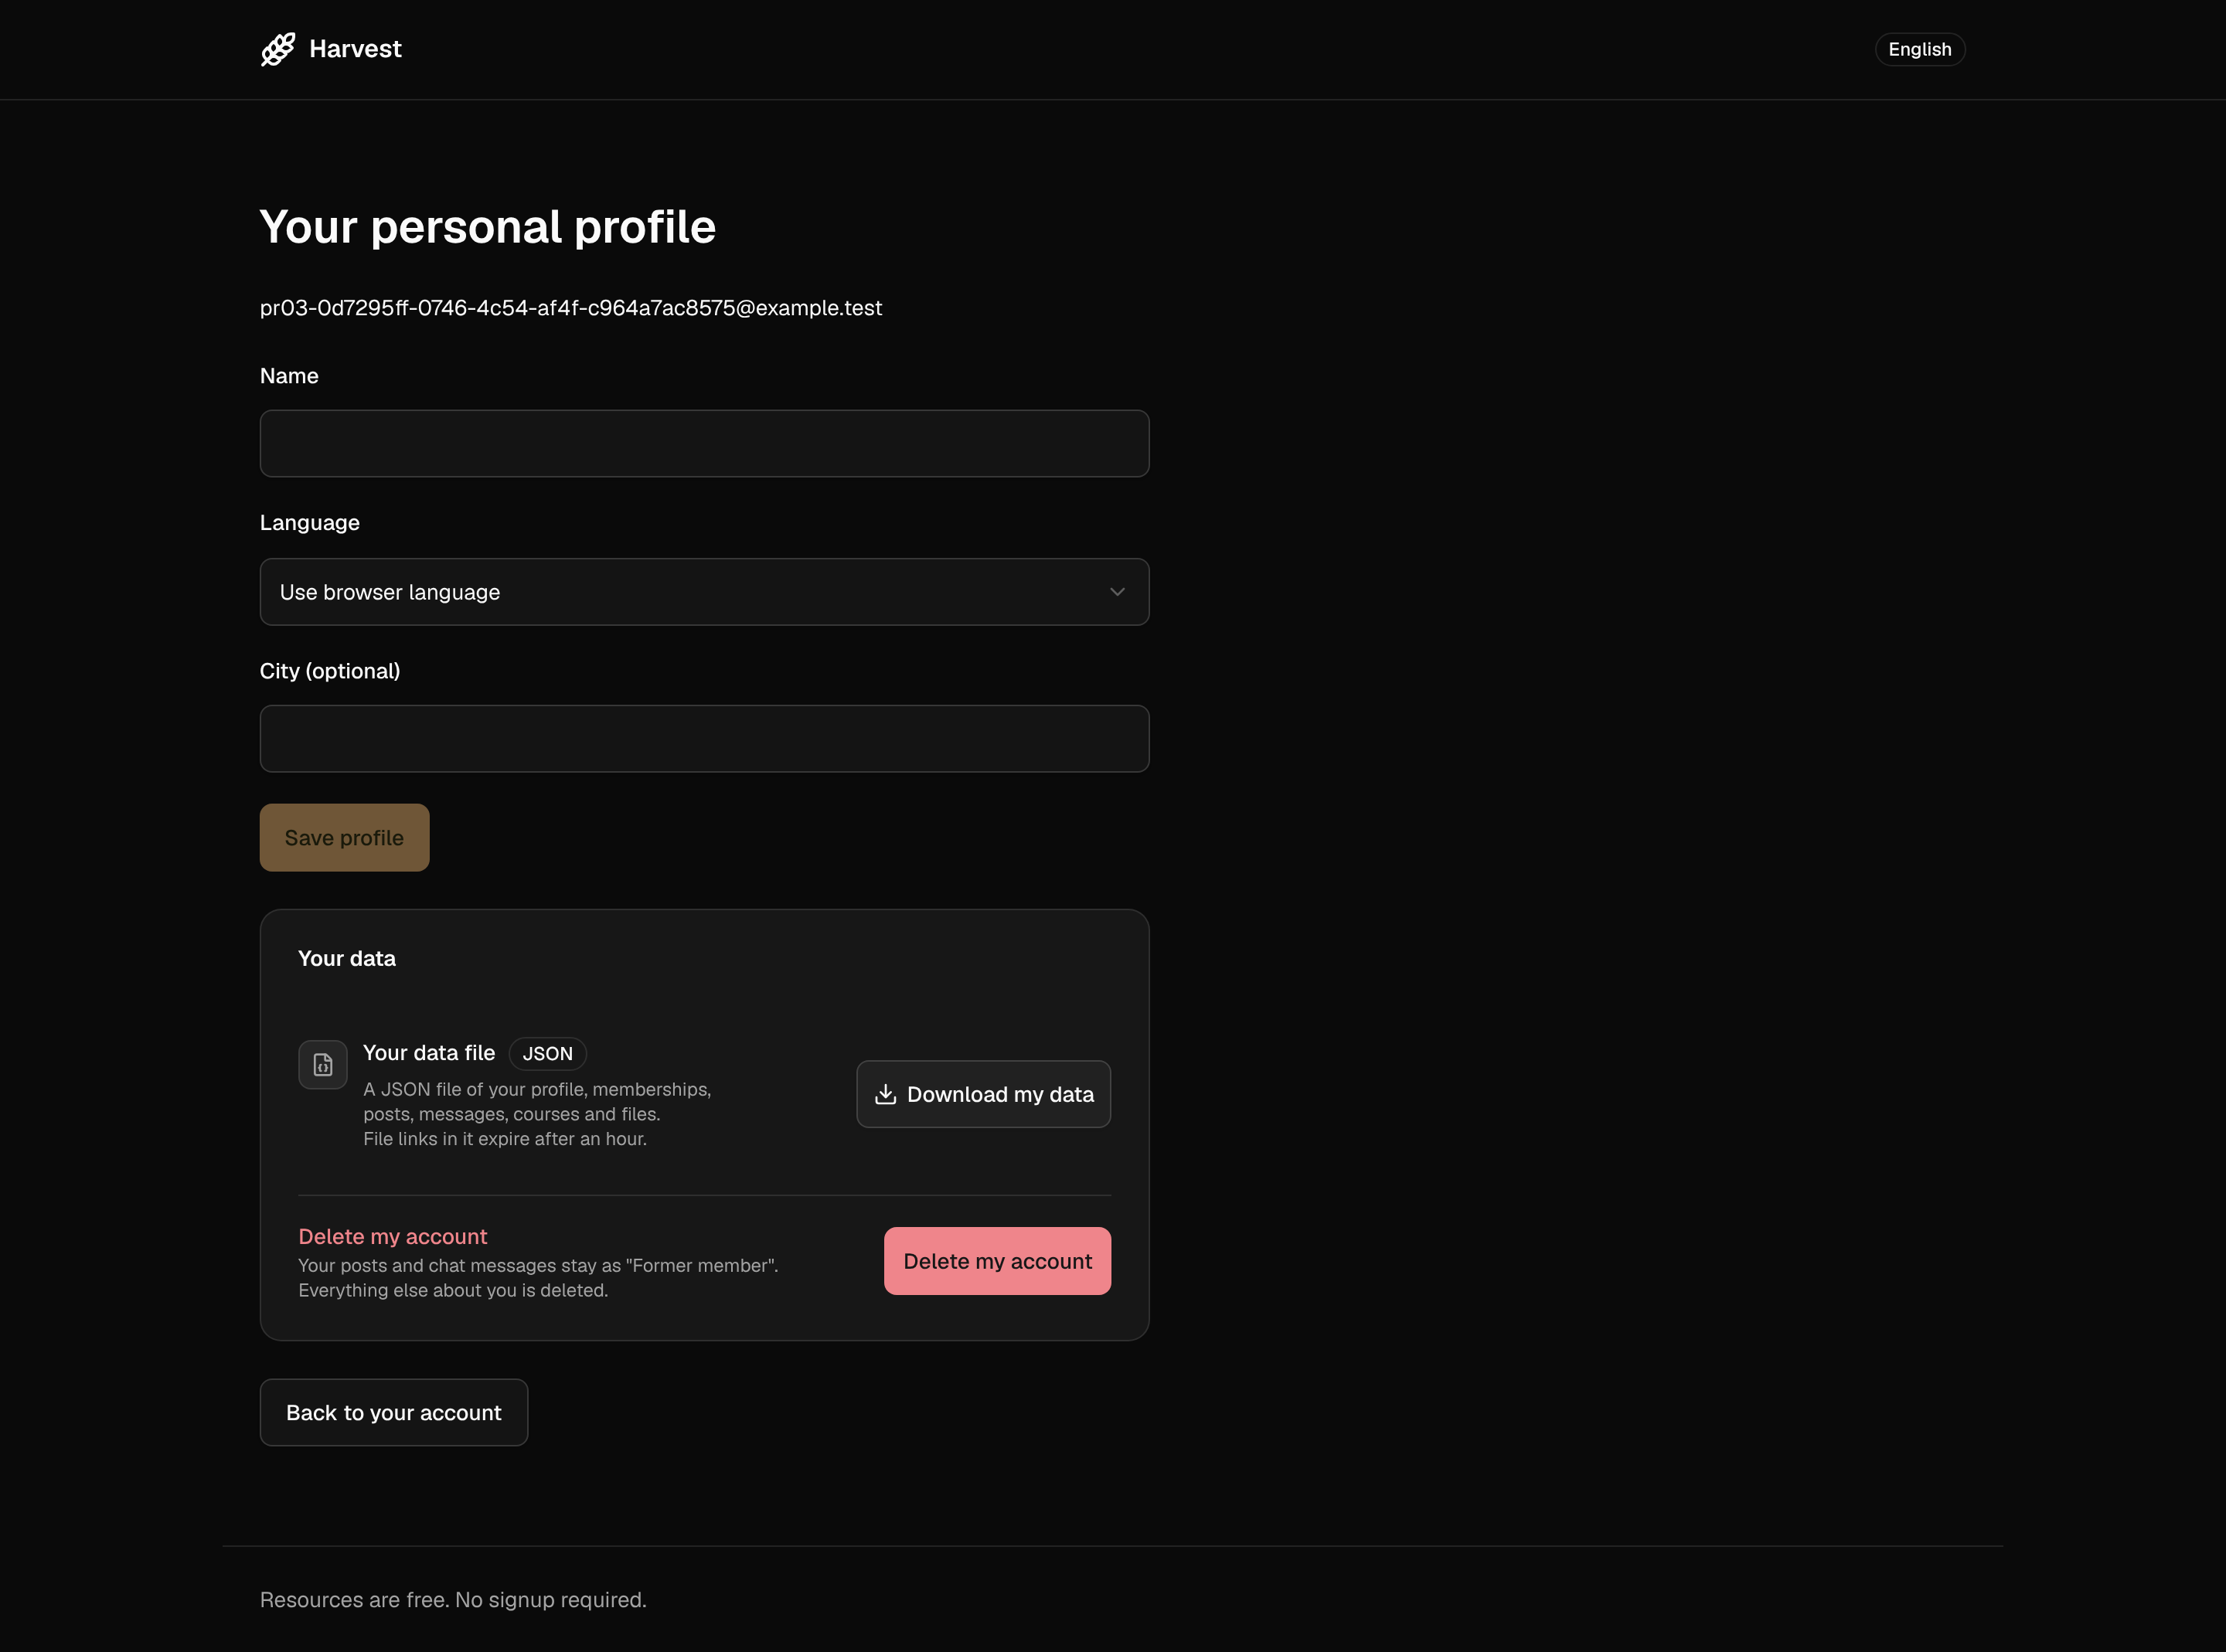 Harvest
English
Your personal profile
pr03-0d7295ff-0746-4c54-af4f-c964a7ac8575@example.test
Name
Language
Use browser language
City (optional)
Save profile
Your data
Your data file
JSON
A JSON file of your profile, memberships,
posts, messages, courses and files.
File links in it expire after an hour.
Download my data
Delete my account
Your posts and chat messages stay as "Former member".
Everything else about you is deleted.
Delete my account
Back to your account
Resources are free. No signup required.